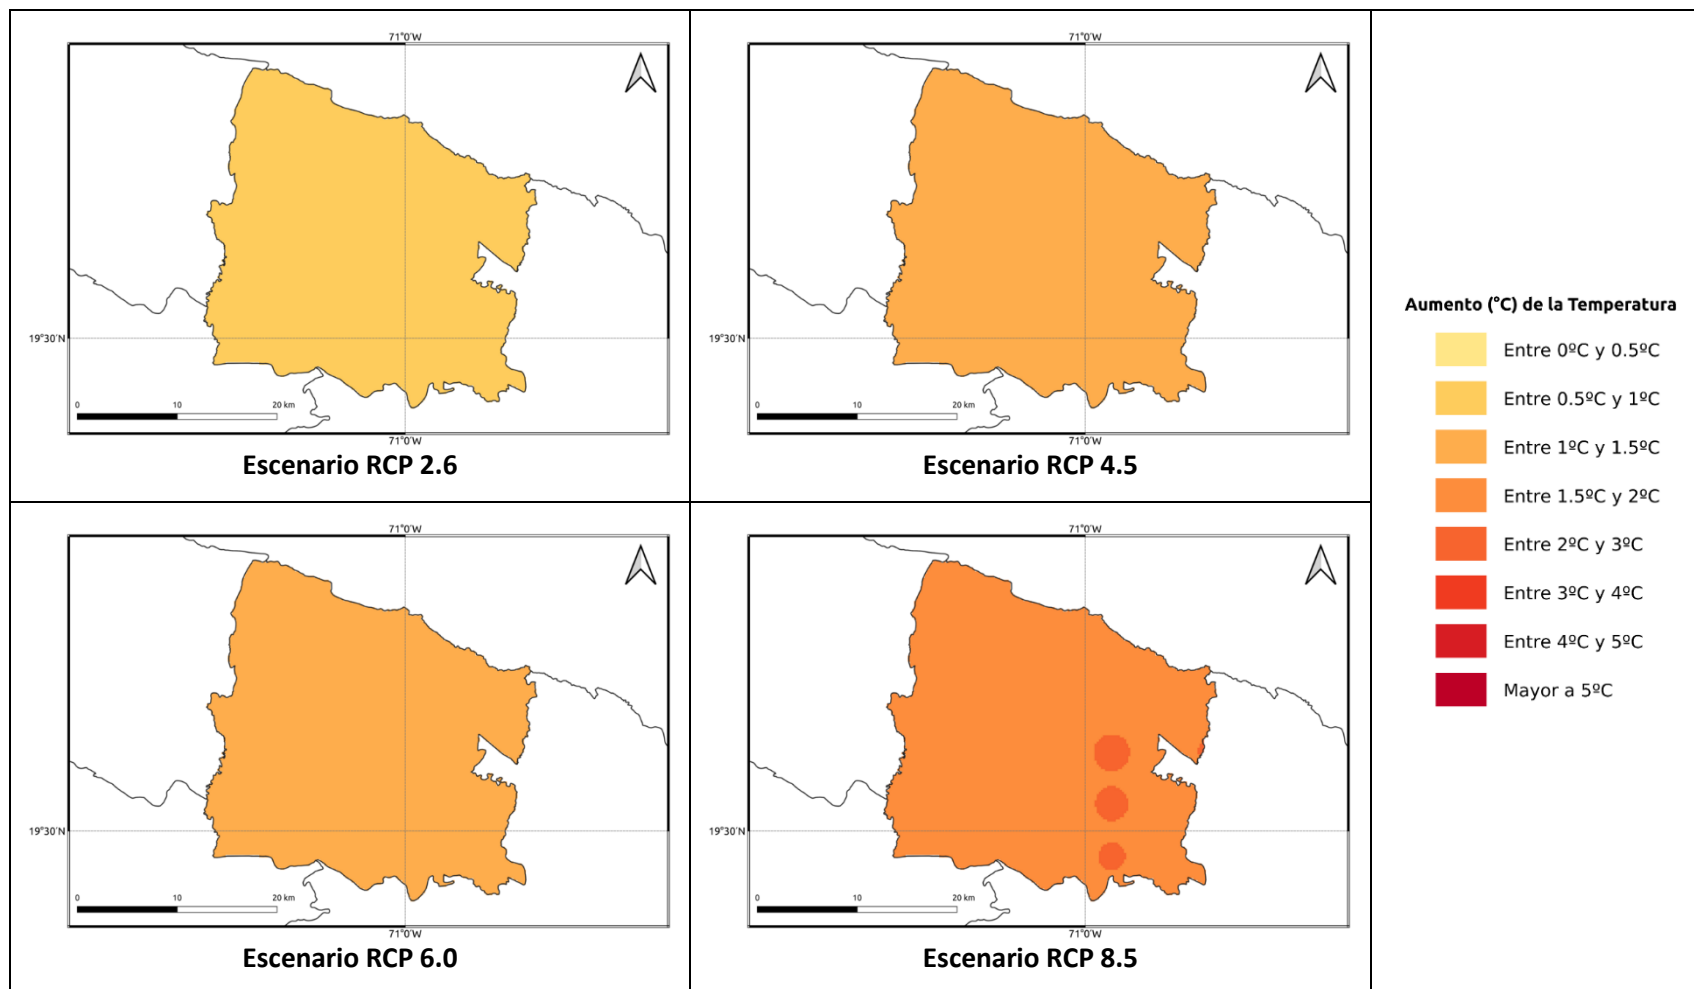 71°0'W
19°30'N
0 10 20 km
71°0'W
Escenario RCP 2.6
71°0'W
19°30'N
0 10 20 km
71°0'W
Escenario RCP 4.5
71°0'W
19°30'N
0 10 20 km
71°0'W
Escenario RCP 6.0
71°0'W
19°30'N
0 10 20 km
71°0'W
Escenario RCP 8.5
Aumento (°C) de la Temperatura
Entre 0ºC y 0.5ºC
Entre 0.5ºC y 1ºC
Entre 1ºC y 1.5ºC
Entre 1.5ºC y 2ºC
Entre 2ºC y 3ºC
Entre 3ºC y 4ºC
Entre 4ºC y 5ºC
Mayor a 5ºC